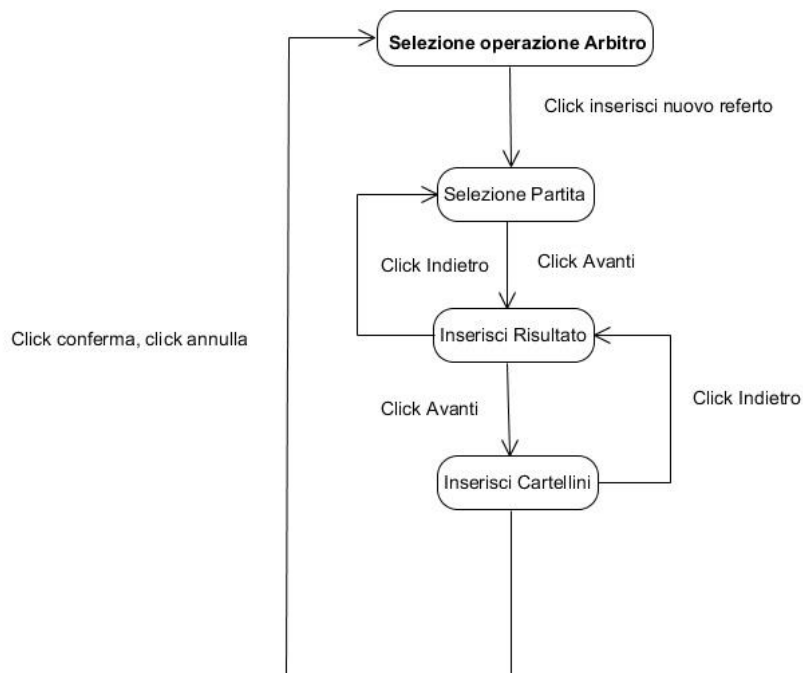 Selezione operazione Arbitro
Click inserisci nuovo referto
Selezione Partita
Click Indietro
Click Avanti
Click conferma, click annulla
Inserisci Risultato
Click Avanti
Click Indietro
Inserisci Cartellini